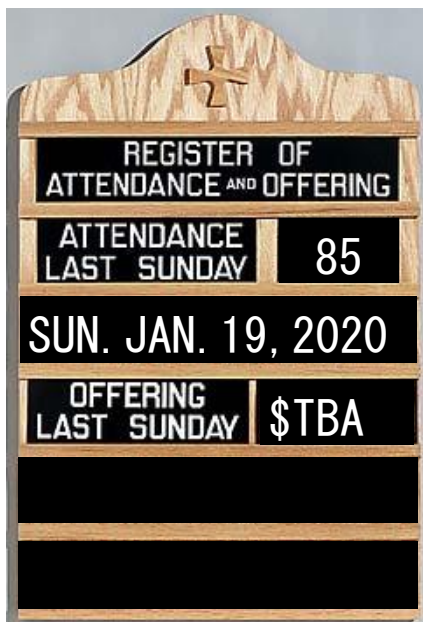 REGISTER OF
ATTENDANCE AND OFFERING
ATTENDANCE
LAST SUNDAY
85
SUN. JAN. 19, 2020
OFFERING
LAST SUNDAY
$TBA